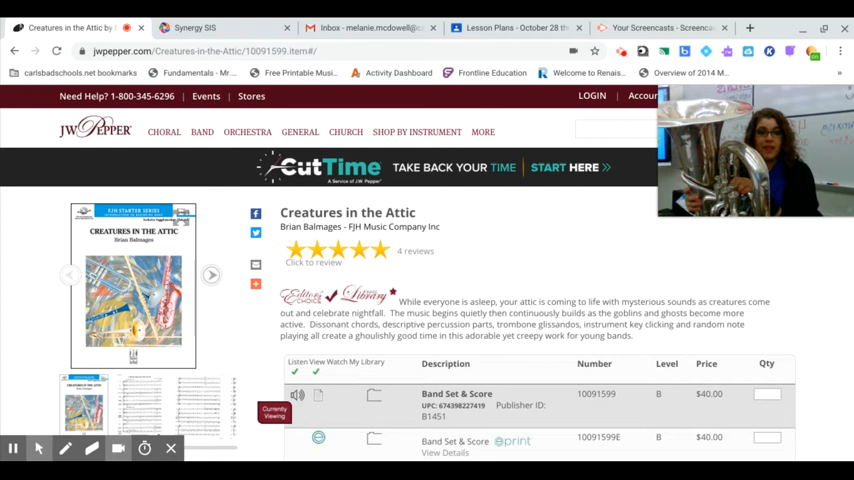 Creatures in the Attic by
Synergy SIS
Inbox - melanie.mcdowell@ca
Lesson Plans - October 28 th
Your Screencasts - Screencas
jwpepper.com/Creatures-in-the-Attic/10091599.item#/
carlsbadschools.net bookmarks
Fundamentals - Mr....
Free Printable Musi...
Activity Dashboard
Frontline Education
Welcome to Renais...
Overview of 2014 M...
Need Help? 1-800-345-6296
Events
Stores
LOGIN
Accoun
JW PEPPER
CHORAL BAND ORCHESTRA GENERAL CHURCH SHOP BY INSTRUMENT MORE
CutTime
A Service of JW Pepper
TAKE BACK YOUR TIME
START HERE >>
FJH STARTER SERIES
CREATURES IN THE ATTIC
Brian Balmages
Creatures in the Attic
Brian Balmages - FJH Music Company Inc
4 reviews
Click to review
Editors' CHOICE
Basic Library
While everyone is asleep, your attic is coming to life with mysterious sounds as creatures come
out and celebrate nightfall. The music begins quietly then continuously builds as the goblins and ghosts become more
active. Dissonant chords, descriptive percussion parts, trombone glissandos, instrument key clicking and random note
playing all create a ghoulishly good time in this adorable yet creepy work for young bands.
Listen View Watch My Library
Description
Number
Level
Price
Qty
Currently
Viewing
Band Set & Score
UPC: 674398227419 Publisher ID:
B1451
10091599
B
$40.00
Band Set & Score eprint
View Details
10091599E
B
$40.00